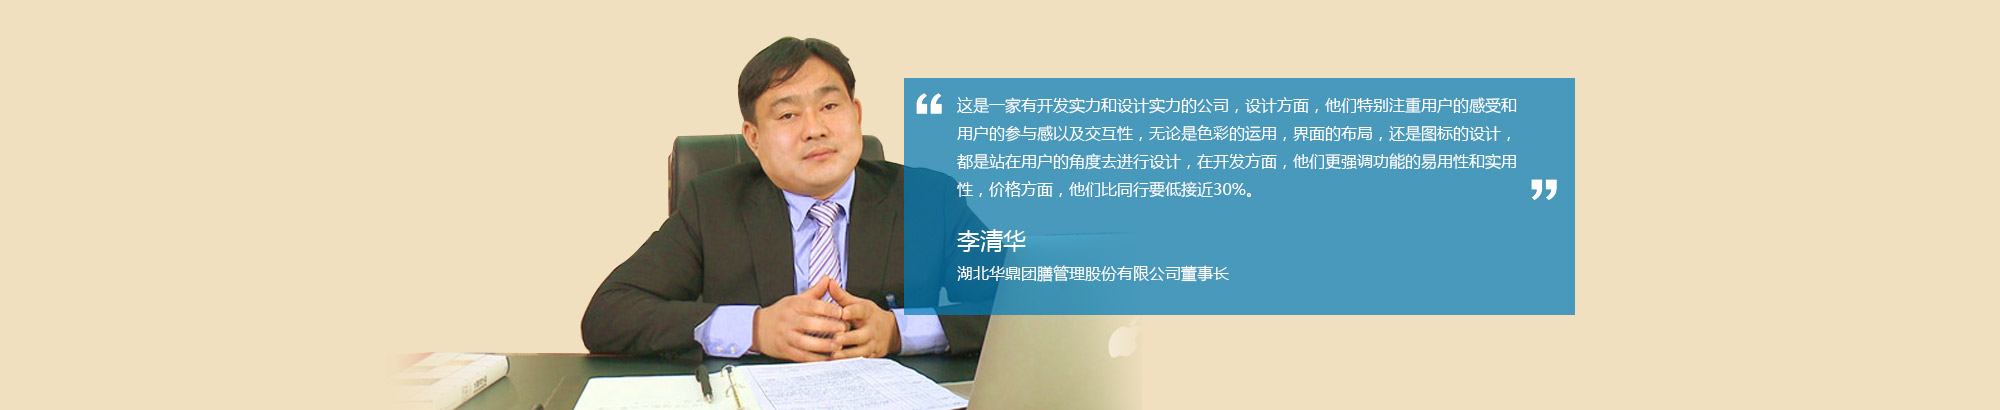 “ 这是一家有开发实力和设计实力的公司，设计方面，他们特别注重用户的感受和
用户的参与感以及交互性，无论是色彩的运用，界面的布局，还是图标的设计，
都是站在用户的角度去进行设计，在开发方面，他们更强调功能的易用性和实用
性，价格方面，他们比同行要低接近30%。 ”
李清华
湖北华鼎团膳管理股份有限公司董事长